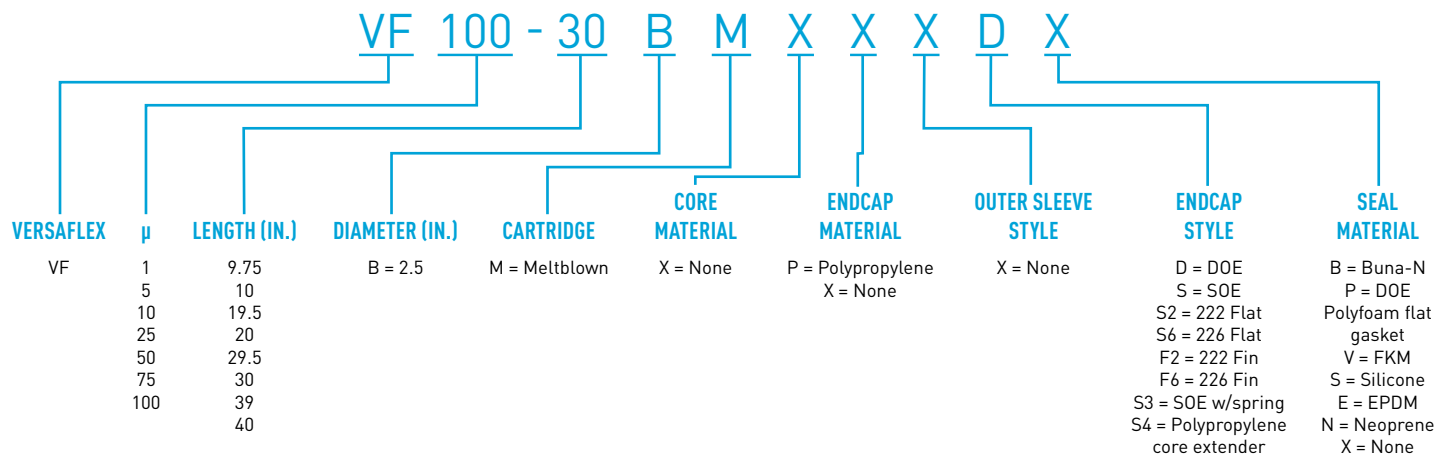 VF 100 - 30 B M X X X D X
VERSAFLEX
VF
µ
1
5
10
25
50
75
100
LENGTH (IN.)
9.75
10
19.5
20
29.5
30
39
40
DIAMETER (IN.)
B = 2.5
CARTRIDGE
M = Meltblown
CORE
MATERIAL
X = None
ENDCAP
MATERIAL
P = Polypropylene
X = None
OUTER SLEEVE
STYLE
X = None
ENDCAP
STYLE
D = DOE
S = SOE
S2 = 222 Flat
S6 = 226 Flat
F2 = 222 Fin
F6 = 226 Fin
S3 = SOE w/spring
S4 = Polypropylene
core extender
SEAL
MATERIAL
B = Buna-N
P = DOE
Polyfoam flat
gasket
V = FKM
S = Silicone
E = EPDM
N = Neoprene
X = None